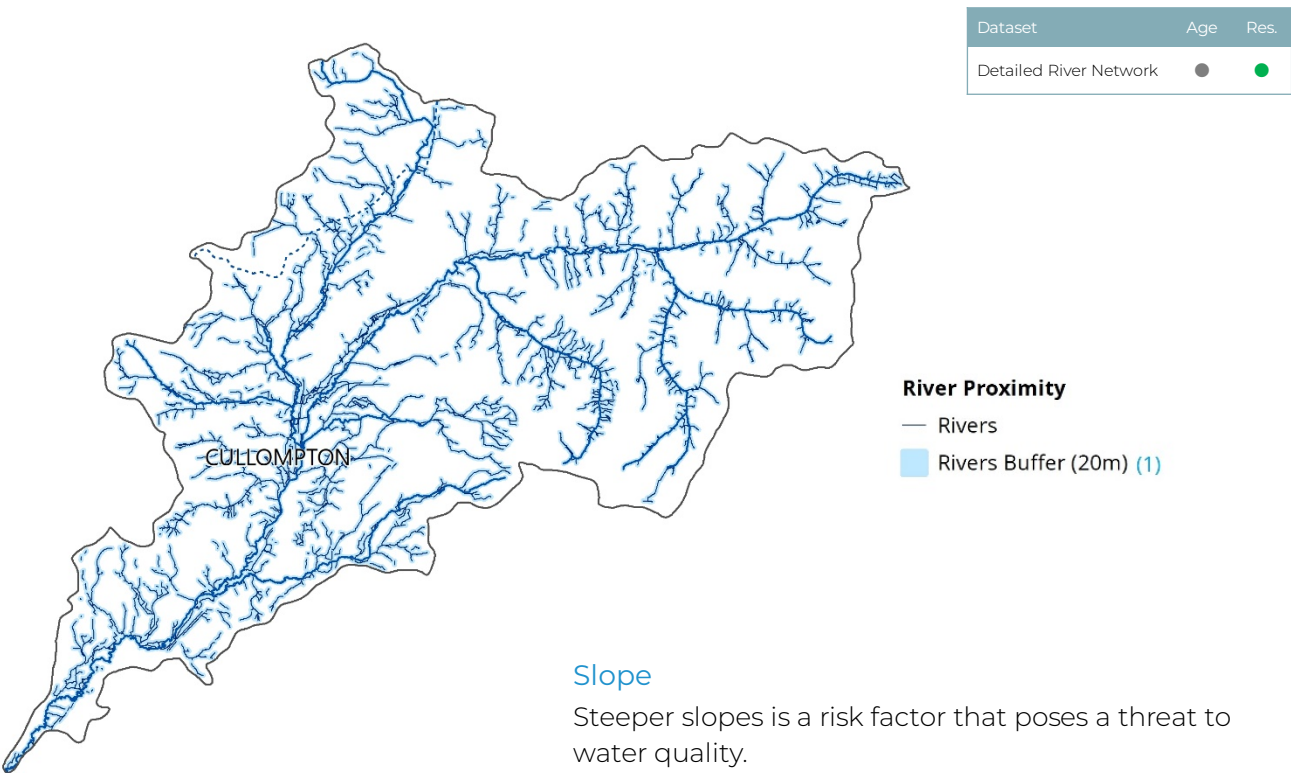 Dataset Age Res.
Detailed River Network
CULLOMPTON
River Proximity
Rivers
Rivers Buffer (20m) (1)
Slope
Steeper slopes is a risk factor that poses a threat to
water quality.